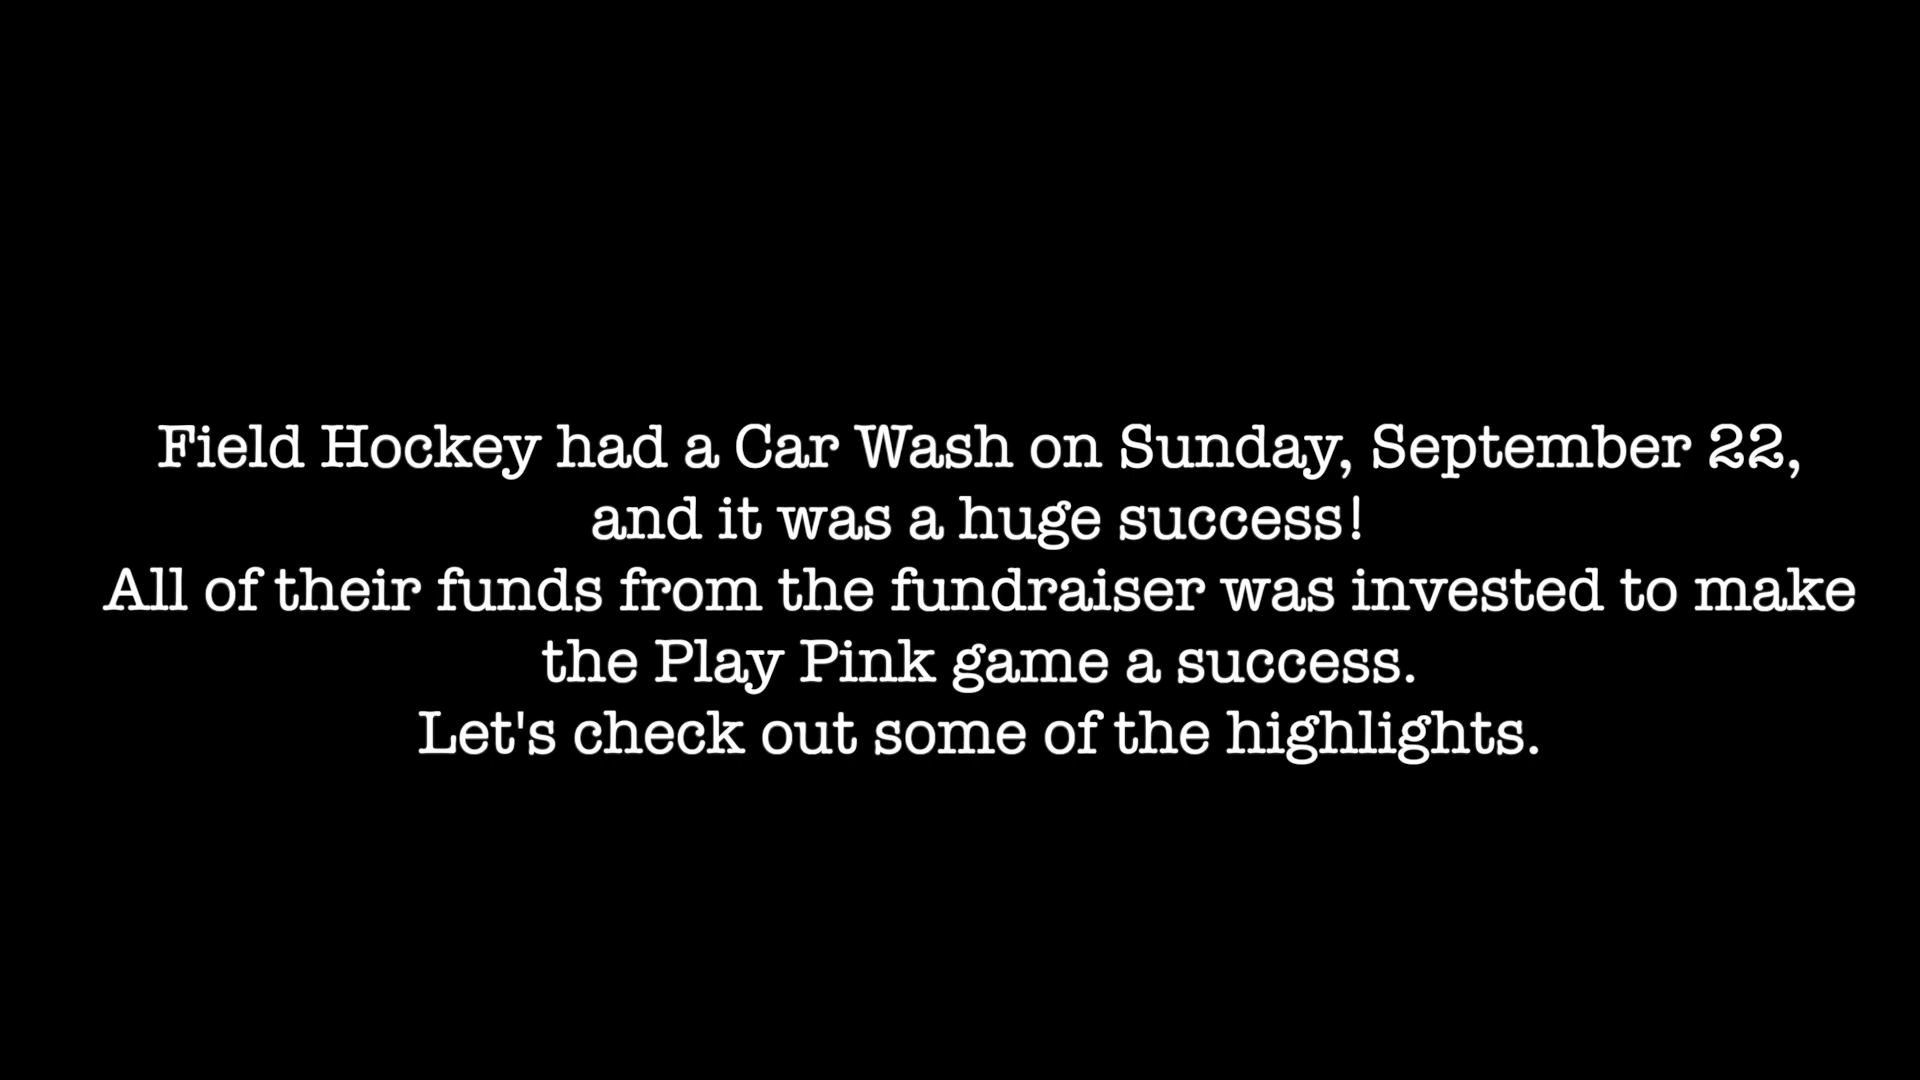 Field Hockey had a Car Wash on Sunday, September 22,
and it was a huge success!
All of their funds from the fundraiser was invested to make
the Play Pink game a success.
Let's check out some of the highlights.